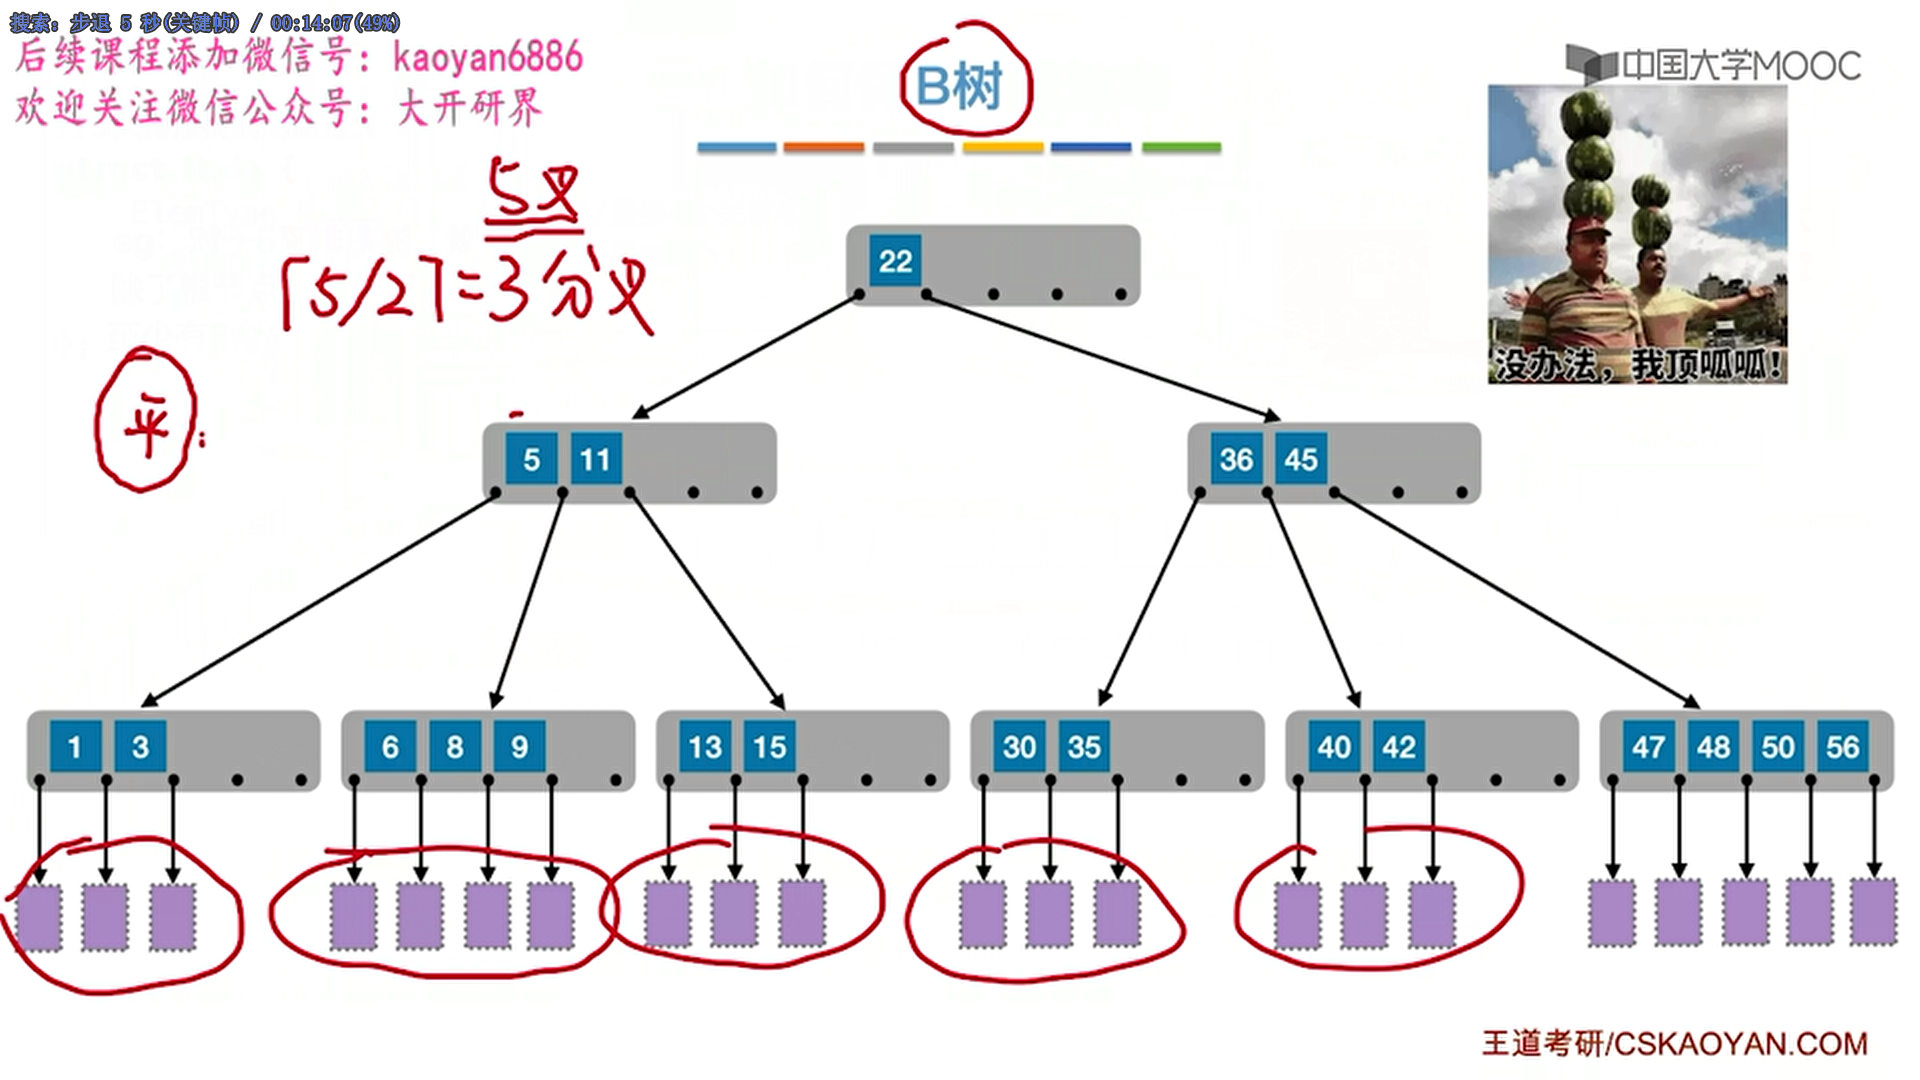 搜索: 步退 5 秒(关键帧) / 00:14:07(49%)
后续课程添加微信号: kaoyan6886
欢迎关注微信公众号: 大开研界
B树
中国大学MOOC
没办法，我顶呱呱！
5叉
⌈5/2⌉=3分叉
平:
22
5 11
36 45
1 3
6 8 9
13 15
30 35
40 42
47 48 50 56
王道考研/CSKAOYAN.COM